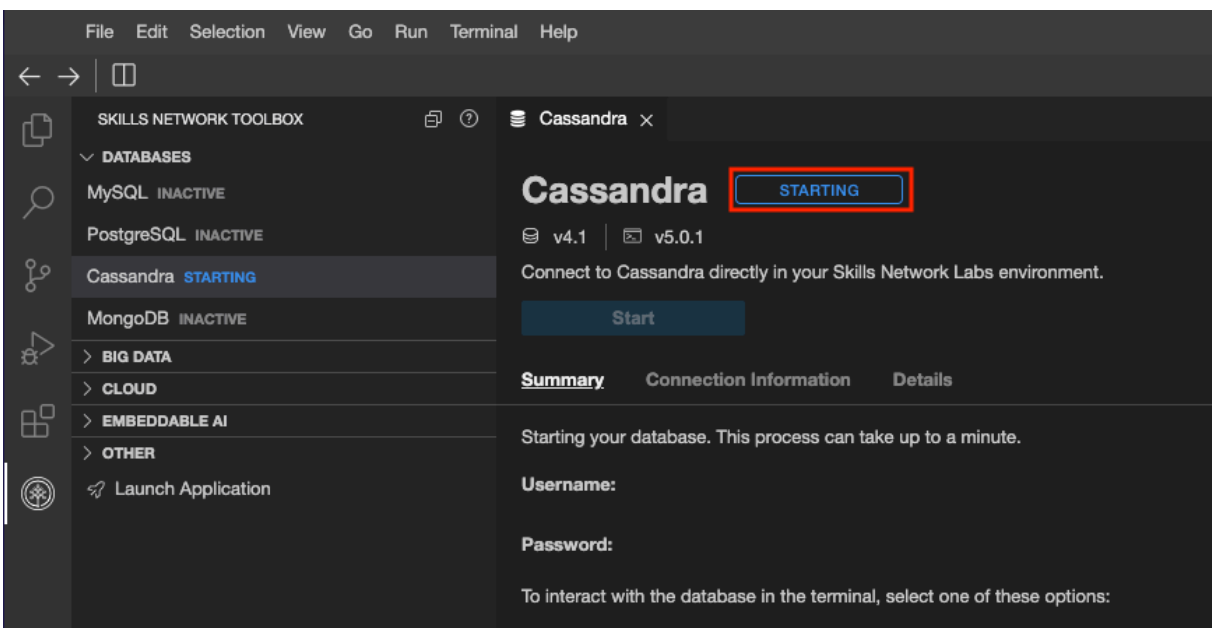 File Edit Selection View Go Run Terminal Help
SKILLS NETWORK TOOLBOX
DATABASES
MySQL INACTIVE
PostgreSQL INACTIVE
Cassandra STARTING
MongoDB INACTIVE
BIG DATA
CLOUD
EMBEDDABLE AI
OTHER
Launch Application
Cassandra
Cassandra STARTING
v4.1 v5.0.1
Connect to Cassandra directly in your Skills Network Labs environment.
Start
Summary Connection Information Details
Starting your database. This process can take up to a minute.
Username:
Password:
To interact with the database in the terminal, select one of these options: